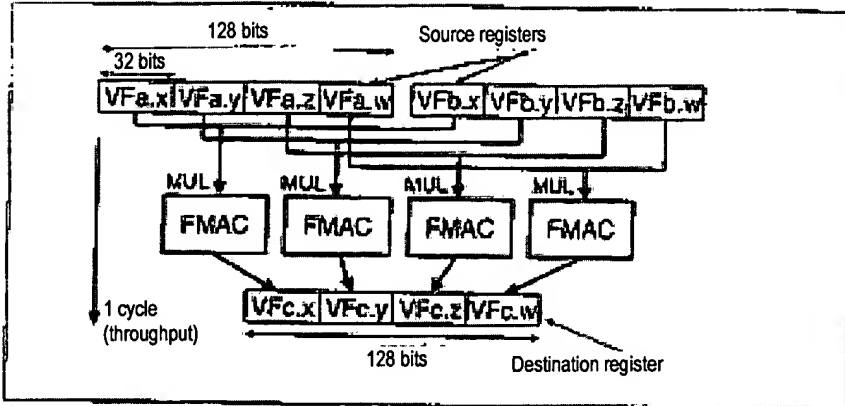 128 bits
Source registers
32 bits
VFa.x VFa.y VFa.z VFa.w VFb.x VFb.y VFb.z VFb.w
MUL MUL MUL MUL
FMAC FMAC FMAC FMAC
VFc.x VFc.y VFc.z VFc.w
1 cycle
(throughput)
128 bits
Destination register